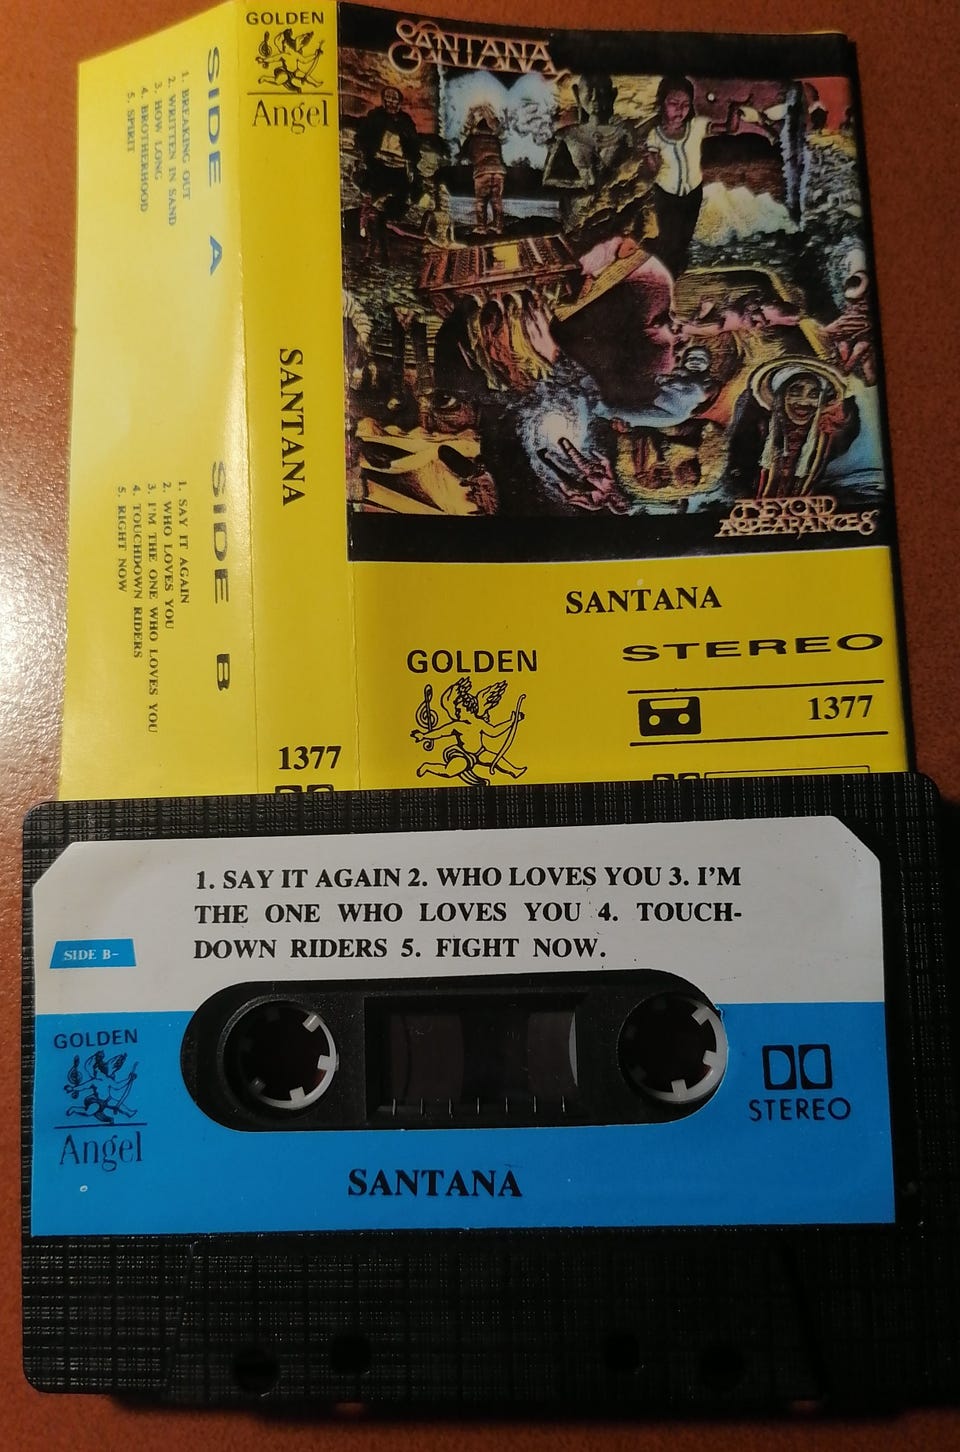 GOLDEN
Angel
SIDE A
1. BREAKING OUT
2. WRITTEN IN SAND
3. HOW LONG
4. BROTHERHOOD
5. SPIRIT
SIDE B
1. SAY IT AGAIN
2. WHO LOVES YOU
3. I'M THE ONE WHO LOVES YOU
4. TOUCHDOWN RIDERS
5. RIGHT NOW
SANTANA
1377
SANTANA
BEYOND
APPEARANCES
SANTANA
STEREO
GOLDEN
1377
1. SAY IT AGAIN 2. WHO LOVES YOU 3. I'M
THE ONE WHO LOVES YOU 4. TOUCH-
DOWN RIDERS 5. FIGHT NOW.
SIDE B-
GOLDEN
Angel
STEREO
SANTANA